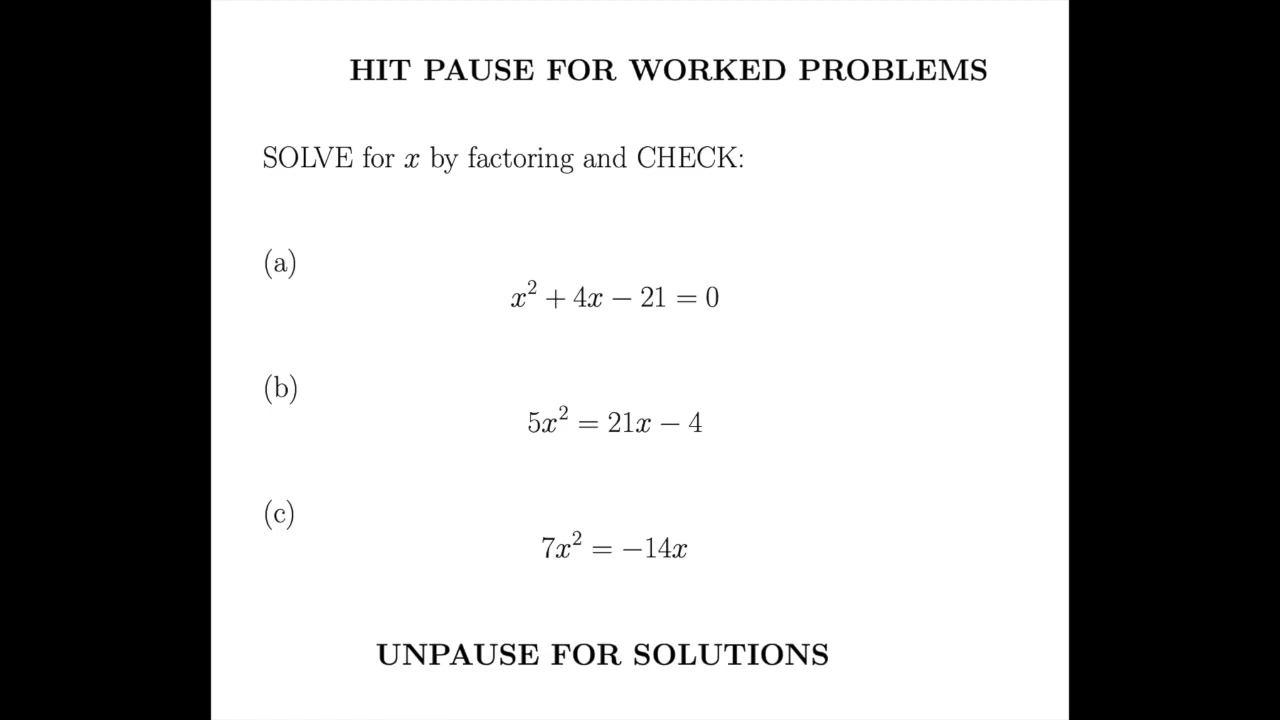 HIT PAUSE FOR WORKED PROBLEMS
SOLVE for x by factoring and CHECK:
(a)
x² + 4x − 21 = 0
(b)
5x² = 21x − 4
(c)
7x² = −14x
UNPAUSE FOR SOLUTIONS